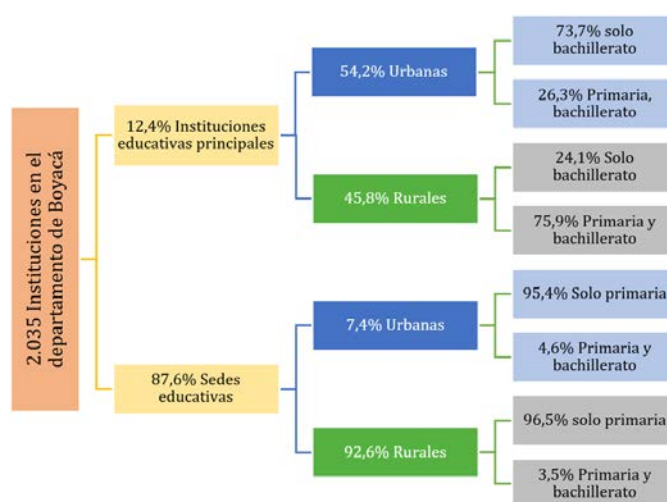 2.035 Instituciones en el
departamento de Boyacá
12,4% Instituciones
educativas principales
54,2% Urbanas
73,7% solo
bachillerato
26,3% Primaria,
bachillerato
45,8% Rurales
24,1% Solo
bachillerato
75,9% Primaria y
bachillerato
87,6% Sedes
educativas
7,4% Urbanas
95,4% Solo primaria
4,6% Primaria y
bachillerato
92,6% Rurales
96,5% solo primaria
3,5% Primaria y
bachillerato